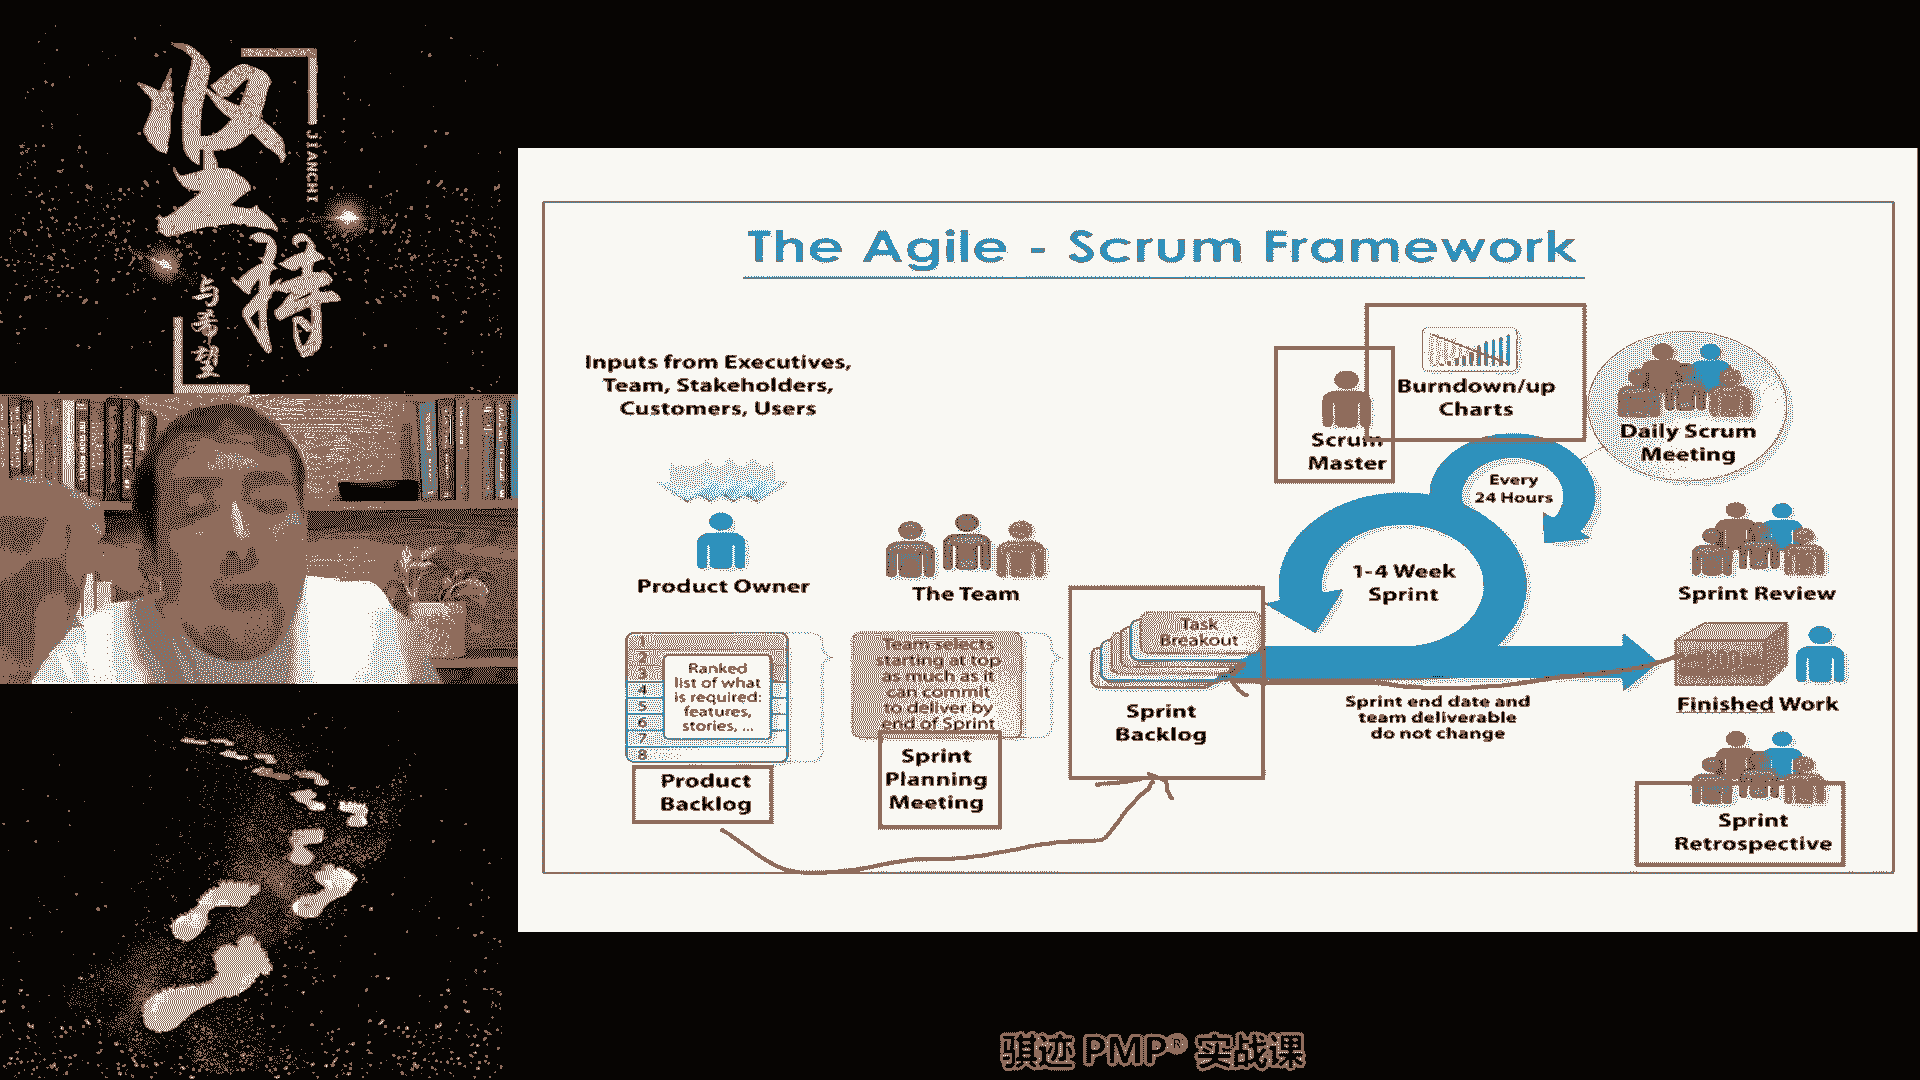 坚持
JIANCHI
与希望
The Agile - Scrum Framework
Inputs from Executives,
Team, Stakeholders,
Customers, Users
Product Owner
The Team
1
2
3
4
5
6
7
8
Ranked
list of what
is required:
features,
stories, ...
Product
Backlog
Team selects
starting at top
as much as it
can commit
to deliver by
end of Sprint
Sprint
Planning
Meeting
Task
Breakout
Sprint
Backlog
Scrum
Master
Burndown/up
Charts
Daily Scrum
Meeting
Every
24 Hours
1-4 Week
Sprint
Sprint end date and
team deliverable
do not change
Sprint Review
Finished Work
Sprint
Retrospective
骐迹 PMP® 实战课